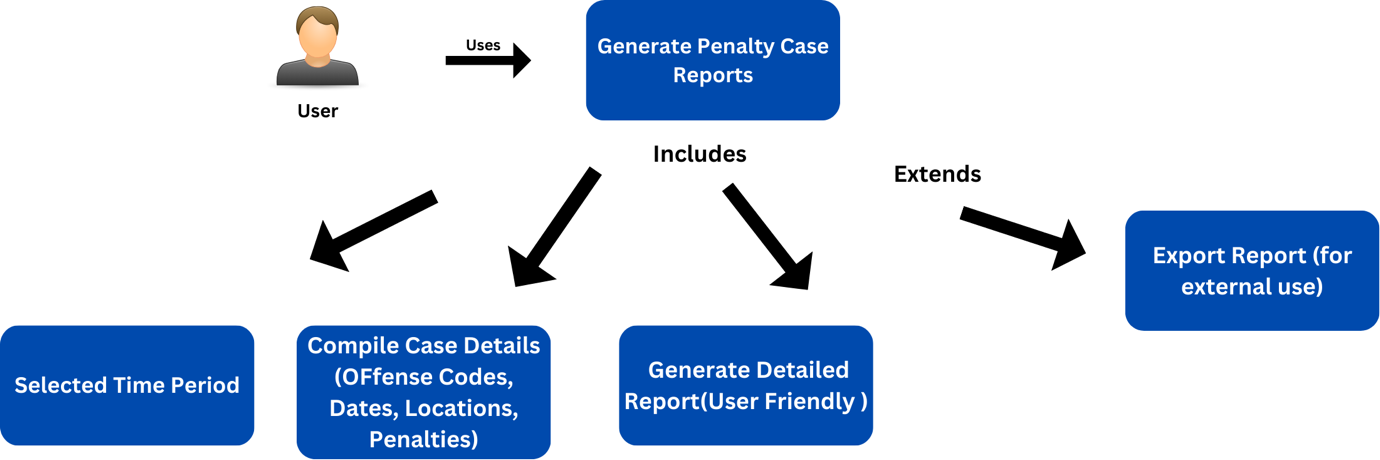 Uses
Generate Penalty Case
Reports
User
Includes
Extends
Export Report (for
external use)
Selected Time Period
Compile Case Details
(OFfense Codes,
Dates, Locations,
Penalties)
Generate Detailed
Report(User Friendly )